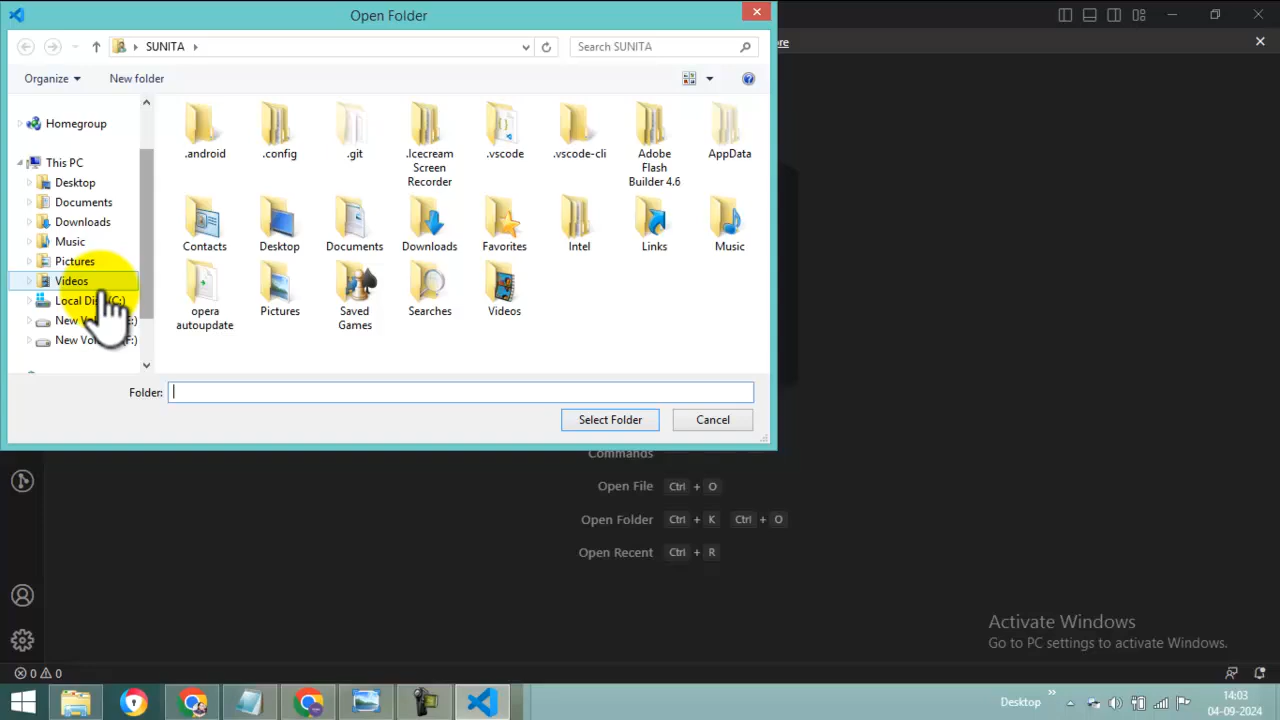 Open Folder
SUNITA
Search SUNITA
Organize
New folder
Homegroup
This PC
Desktop
Documents
Downloads
Music
Pictures
Videos
Local (C:)
New
New
.android
.config
.git
.Icecream
Screen
Recorder
.vscode
.vscode-cli
Adobe
Flash
Builder 4.6
AppData
Contacts
Desktop
Documents
Downloads
Favorites
Intel
Links
Music
opera
autoupdate
Pictures
Saved
Games
Searches
Videos
Folder:
Select Folder
Cancel
Commands
Open File Ctrl + O
Open Folder Ctrl + K Ctrl + O
Open Recent Ctrl + R
Activate Windows
Go to PC settings to activate Windows.
0 0
Desktop
14:03
04-09-2024